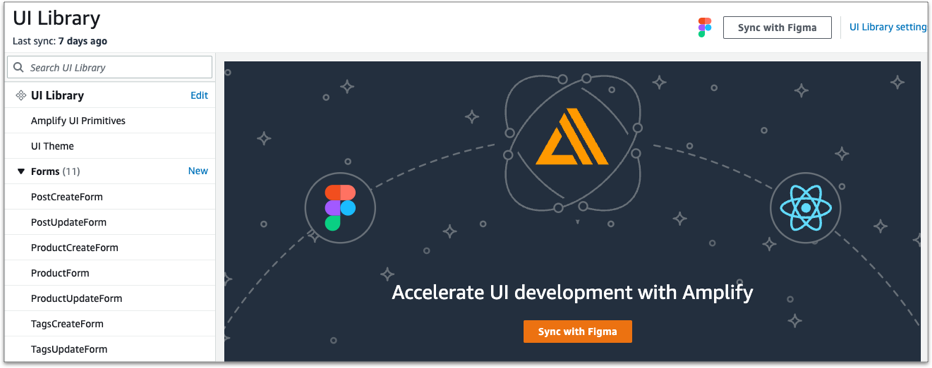 UI Library
Last sync: 7 days ago
Sync with Figma
UI Library setting
Search UI Library
UI Library Edit
Amplify UI Primitives
UI Theme
Forms (11) New
PostCreateForm
PostUpdateForm
ProductCreateForm
ProductForm
ProductUpdateForm
TagsCreateForm
TagsUpdateForm
Accelerate UI development with Amplify
Sync with Figma